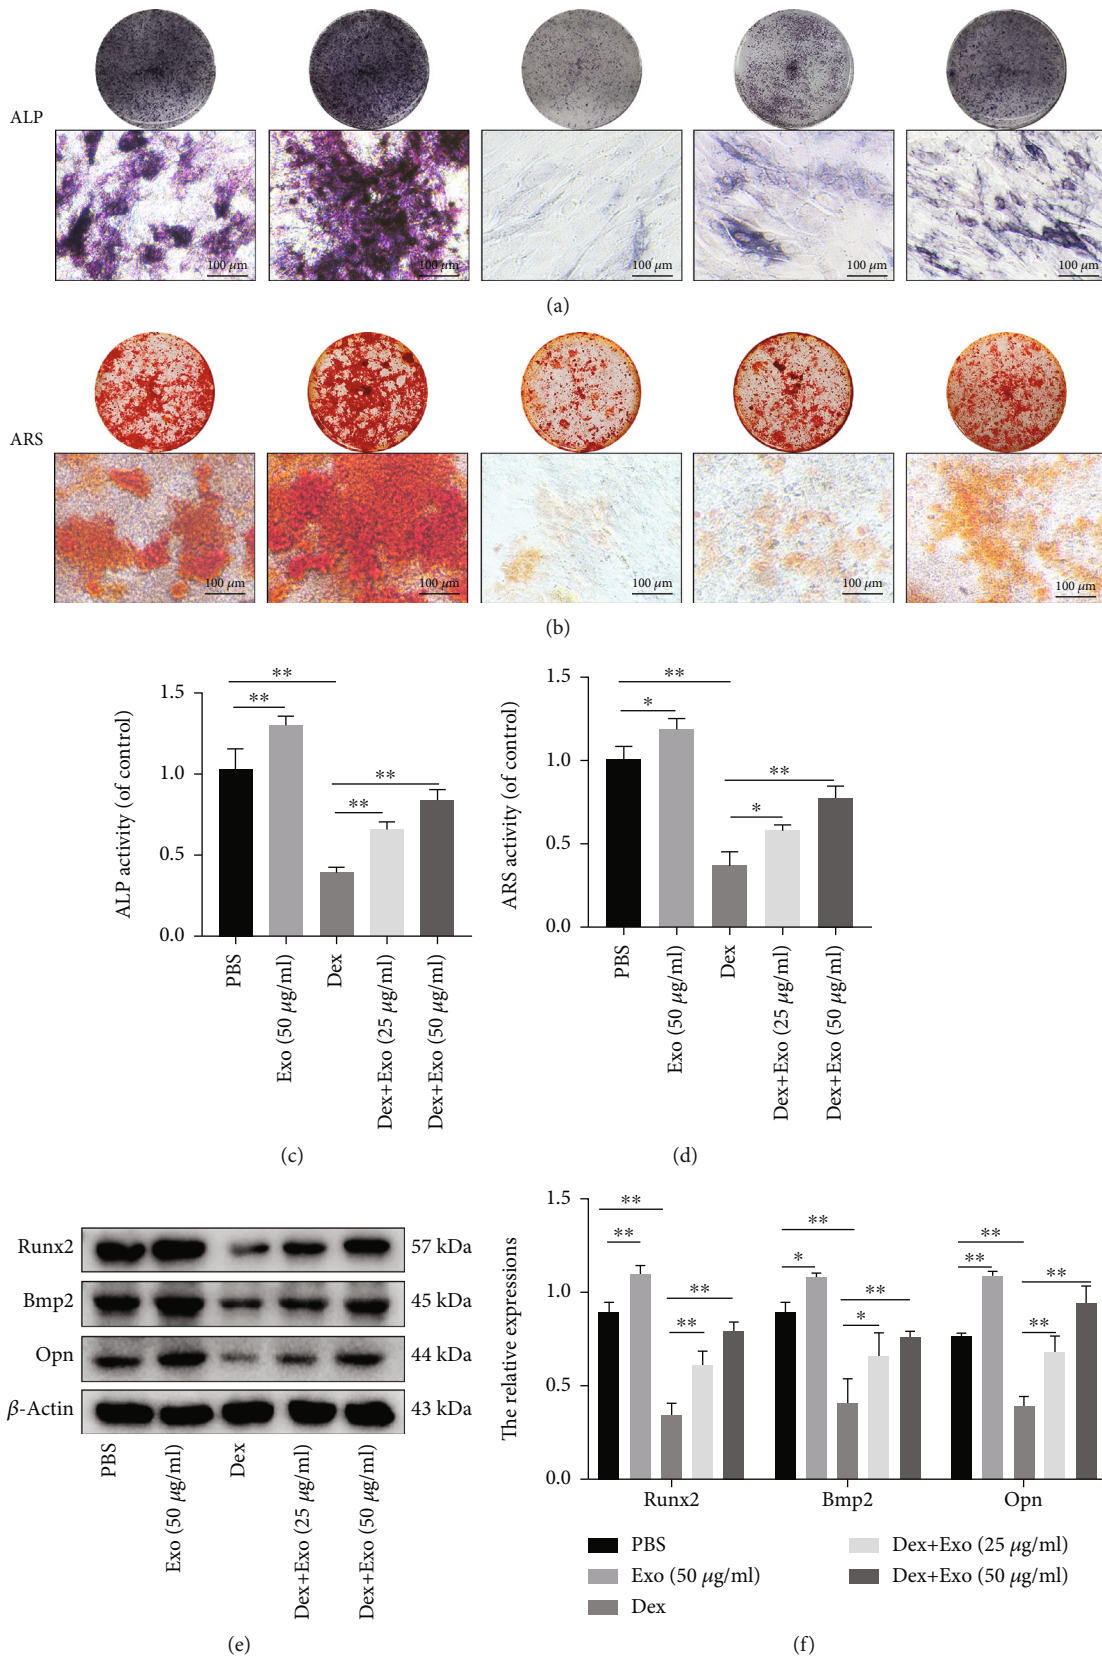 ALP
100 μm
100 μm
100 μm
100 μm
100 μm
(a)
ARS
100 μm
100 μm
100 μm
100 μm
100 μm
(b)
ALP activity (of control)
1.5
1.0
0.5
0.0
**
**
**
**
PBS
Exo (50 μg/ml)
Dex
Dex+Exo (25 μg/ml)
Dex+Exo (50 μg/ml)
(c)
ARS activity (of control)
1.5
1.0
0.5
0.0
**
*
**
*
PBS
Exo (50 μg/ml)
Dex
Dex+Exo (25 μg/ml)
Dex+Exo (50 μg/ml)
(d)
Runx2 57 kDa
Bmp2 45 kDa
Opn 44 kDa
β-Actin 43 kDa
PBS
Exo (50 μg/ml)
Dex
Dex+Exo (25 μg/ml)
Dex+Exo (50 μg/ml)
(e)
The relative expressions
1.5
1.0
0.5
0.0
**
**
**
**
**
*
**
*
**
**
**
**
Runx2 Bmp2 Opn
PBS
Exo (50 μg/ml)
Dex
Dex+Exo (25 μg/ml)
Dex+Exo (50 μg/ml)
(f)